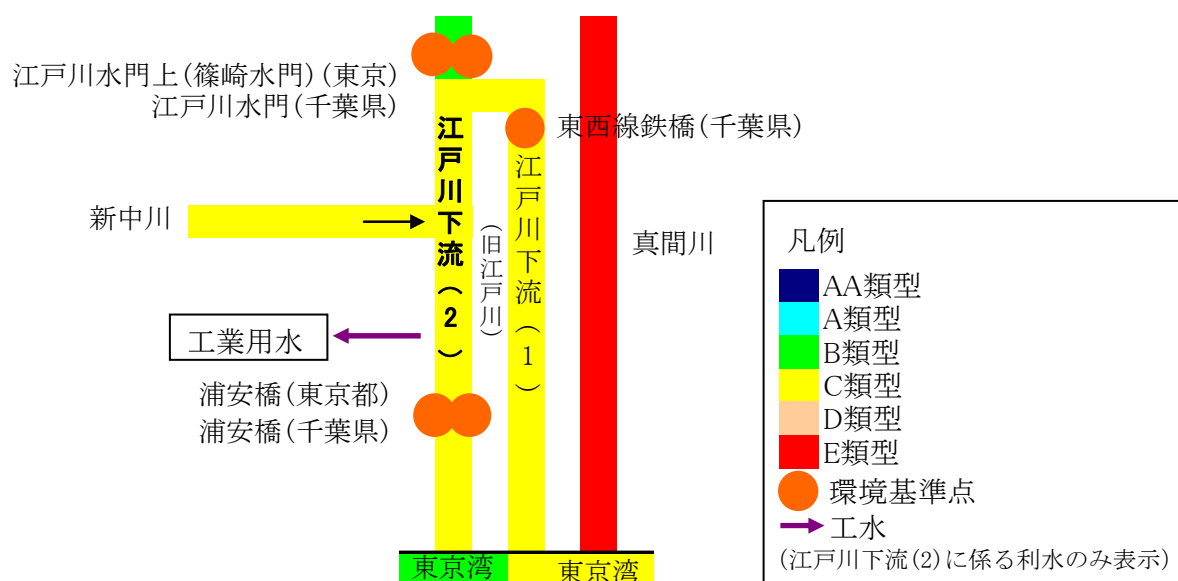 江戸川水門上(篠崎水門)(東京)
江戸川水門(千葉県)
東西線鉄橋(千葉県)
江戸川下流(2)
(旧江戸川)
江戸川下流(1)
新中川
真間川
工業用水
浦安橋(東京都)
浦安橋(千葉県)
東京湾
東京湾
凡例
AA類型
A類型
B類型
C類型
D類型
E類型
環境基準点
工水
(江戸川下流(2)に係る利水のみ表示)